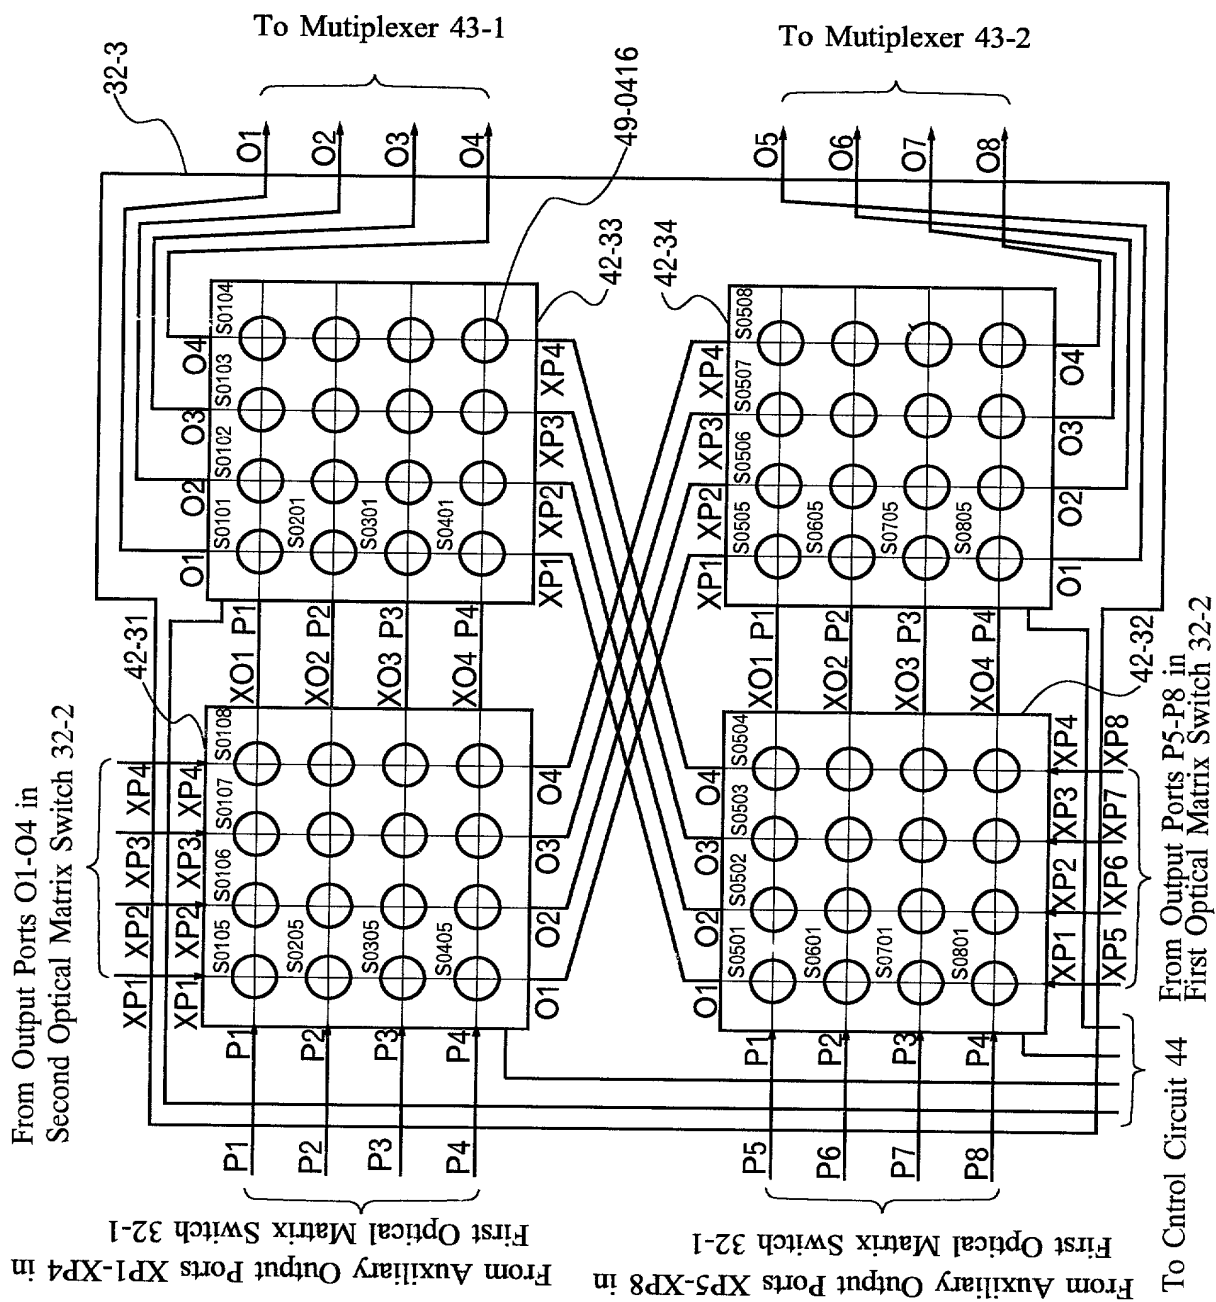 To Mutiplexer 43-1
To Mutiplexer 43-2
32-3
49-0416
O1
O2
O3
O4
O5
O6
O7
O8
42-33
42-34
S0104
S0103
S0102
S0101
S0201
S0301
S0401
O4
O3
O2
O1
XP4
XP3
XP2
XP1
XP4
XP3
XP2
XP1
S0508
S0507
S0506
S0505
S0605
S0705
S0805
O4
O3
O2
O1
XO1 P1
XO2 P2
XO3 P3
XO4 P4
XO1 P1
XO2 P2
XO3 P3
XO4 P4
42-31
42-32
From Output Ports O1-O4 in
Second Optical Matrix Switch 32-2
XP4
XP3
XP2
XP1
XP4
XP3
XP2
XP1
S0108
S0107
S0106
S0105
S0205
S0305
S0405
O4
O3
O2
O1
O4
O3
O2
O1
S0504
S0503
S0502
S0501
S0601
S0701
S0801
XP4
XP3
XP2
XP1
XP8
XP7
XP6
XP5
From Output Ports P5-P8 in
First Optical Matrix Switch 32-2
P1
P2
P3
P4
P1
P2
P3
P4
P1
P2
P3
P4
P5
P6
P7
P8
From Auxiliary Output Ports XP1-XP4 in
First Optical Matrix Switch 32-1
From Auxiliary Output Ports XP5-XP8 in
First Optical Matrix Switch 32-1
To Cntrol Circuit 44